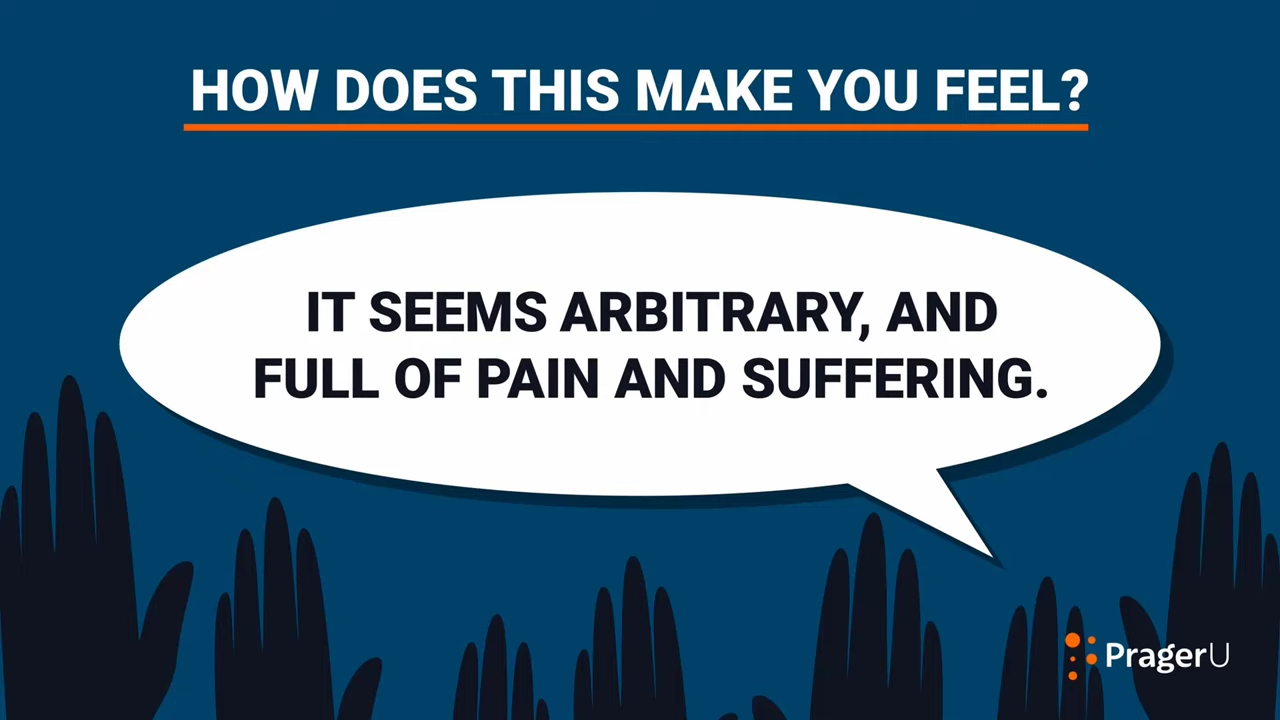 HOW DOES THIS MAKE YOU FEEL?
IT SEEMS ARBITRARY, AND
FULL OF PAIN AND SUFFERING.
PragerU